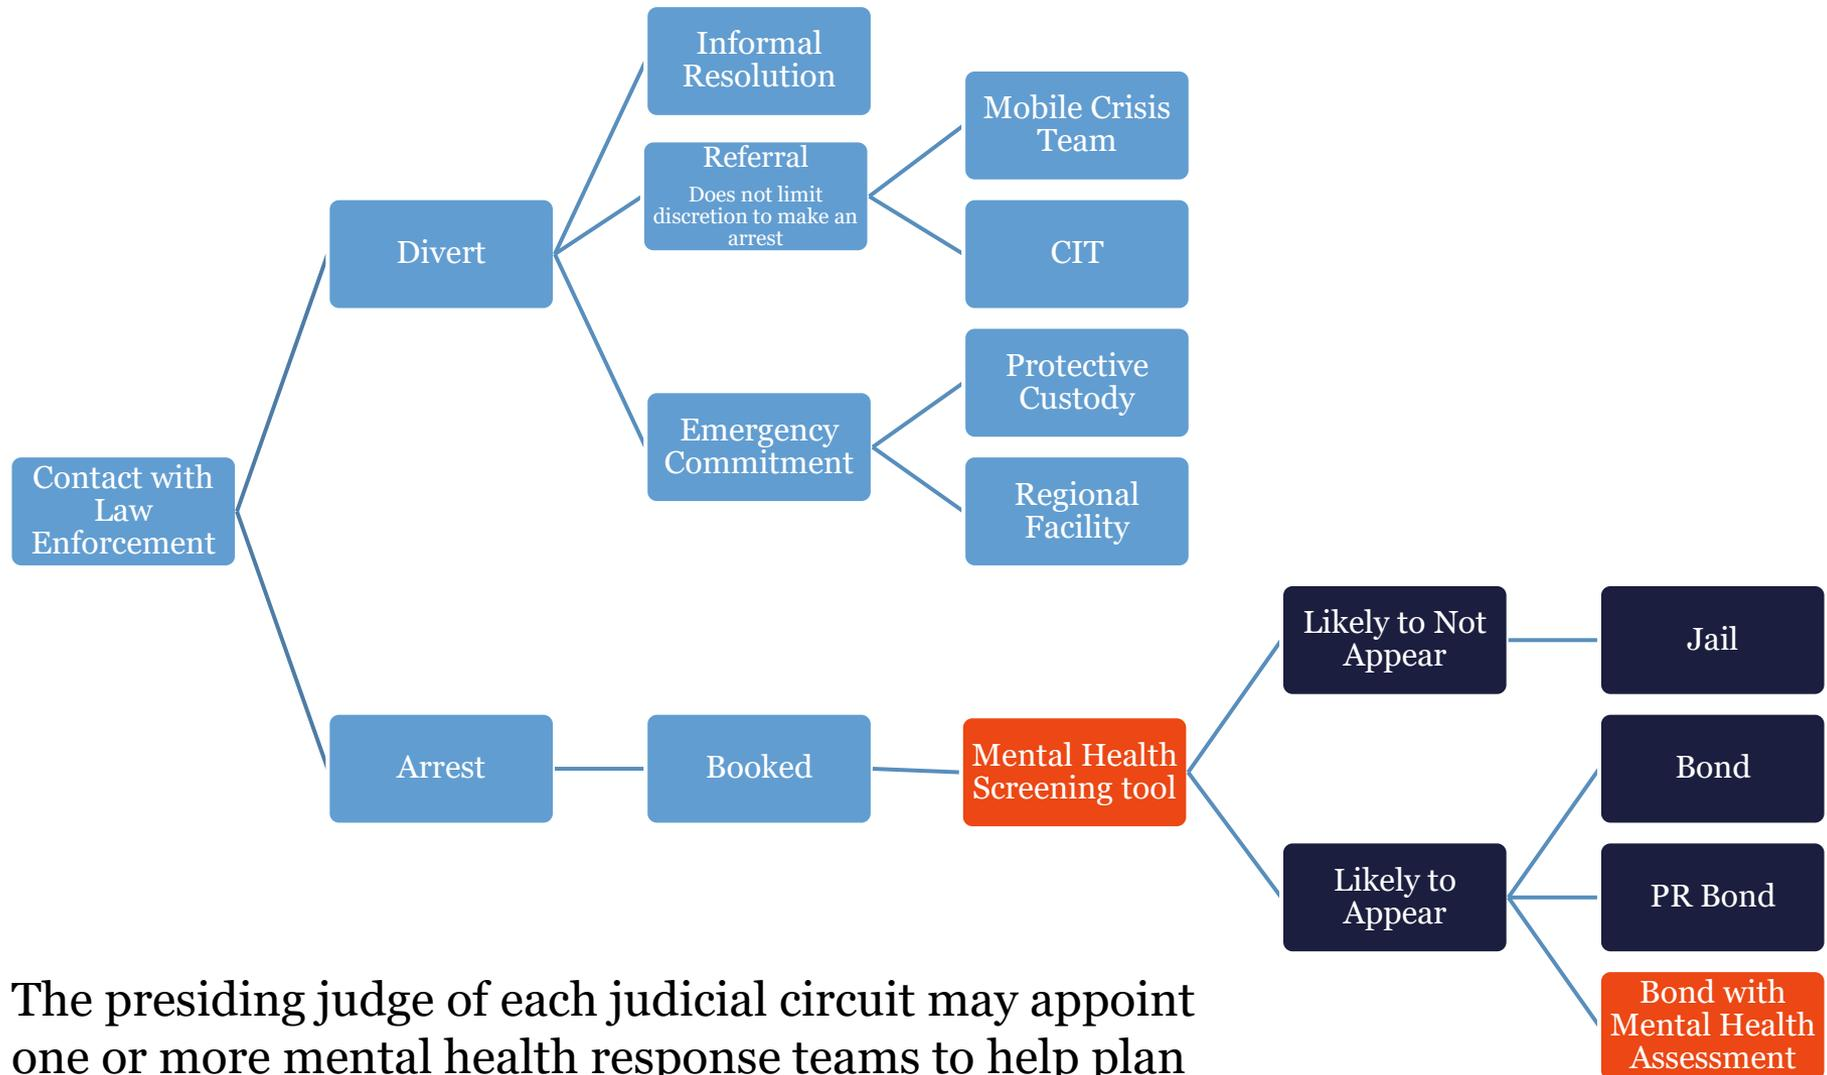 Informal
Resolution
Mobile Crisis
Team
Referral
Does not limit
discretion to make an
arrest
Divert
CIT
Protective
Custody
Emergency
Commitment
Contact with
Law
Enforcement
Regional
Facility
Likely to Not
Appear
Jail
Arrest
Booked
Mental Health
Screening tool
Bond
Likely to
Appear
PR Bond
Bond with
Mental Health
Assessment
The presiding judge of each judicial circuit may appoint
one or more mental health response teams to help plan